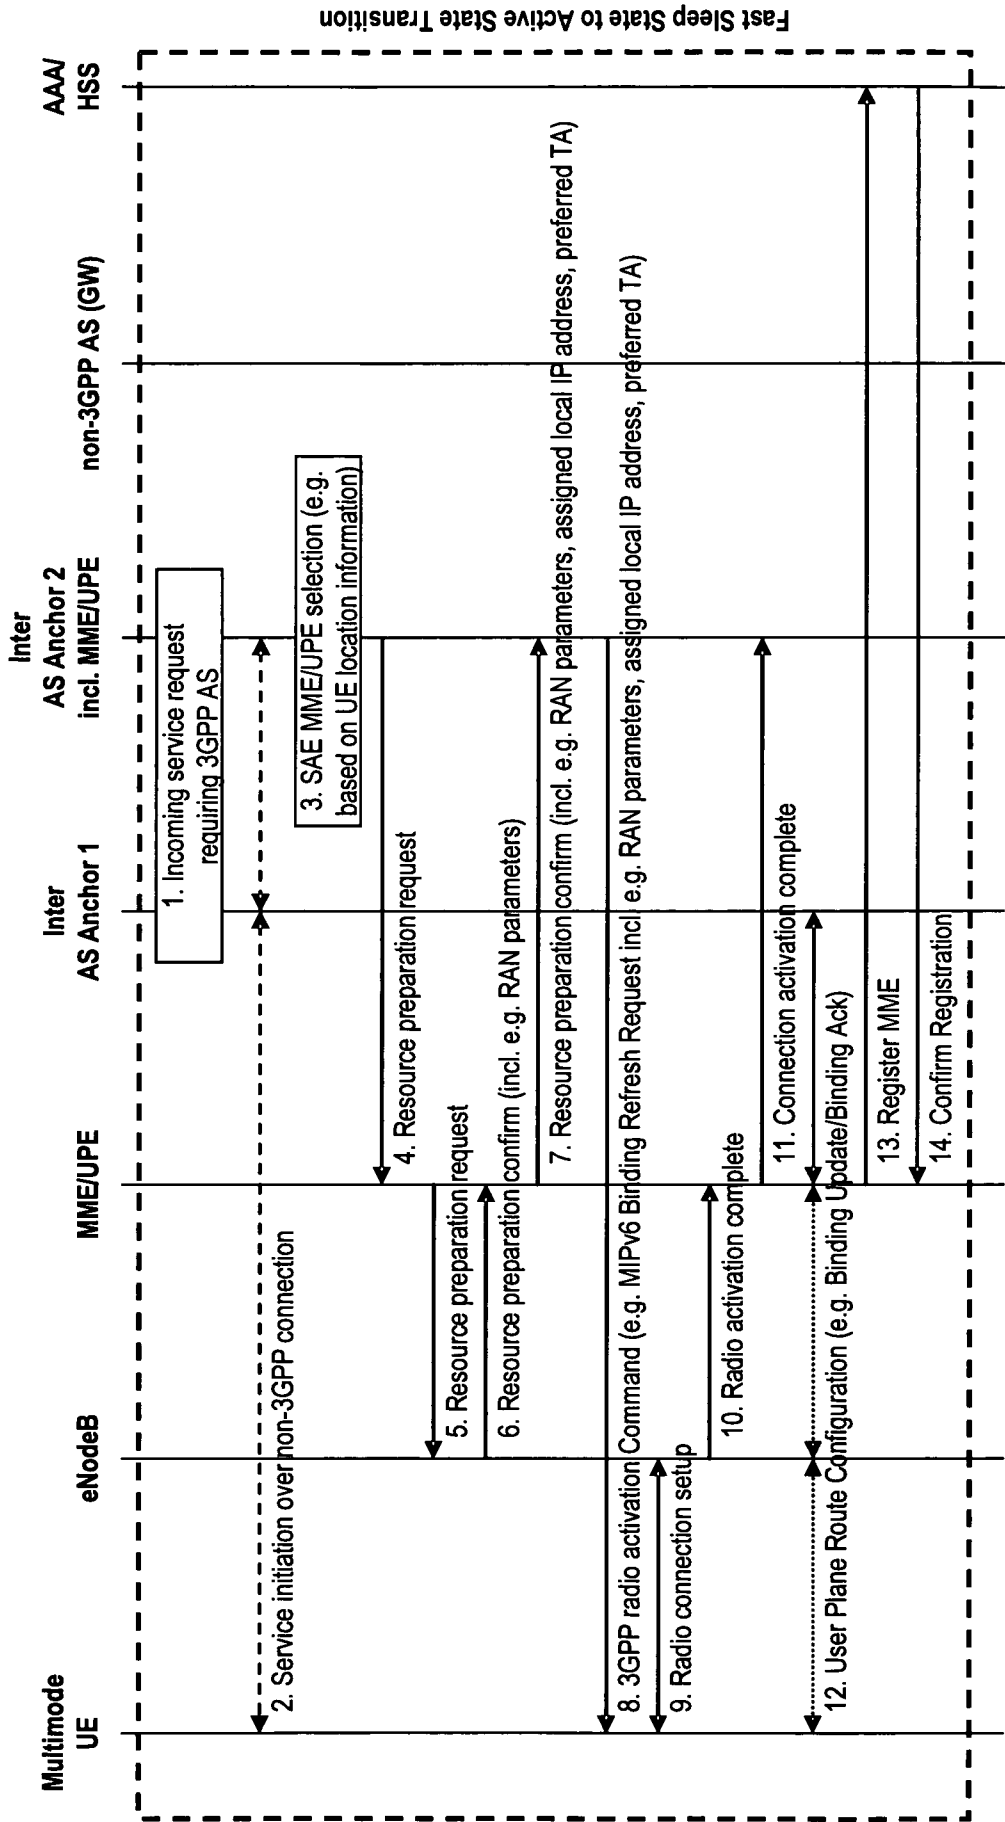 Multimode
UE
eNodeB
MME/UPE
Inter
AS Anchor 1
Inter
AS Anchor 2
incl. MME/UPE
non-3GPP AS (GW)
AAA/
HSS
1. Incoming service request
requiring 3GPP AS
2. Service initiation over non-3GPP connection
3. SAE MME/UPE selection (e.g.
based on UE location information)
4. Resource preparation request
5. Resource preparation request
6. Resource preparation confirm (incl. e.g. RAN parameters)
7. Resource preparation confirm (incl. e.g. RAN parameters, assigned local IP address, preferred TA)
8. 3GPP radio activation Command (e.g. MIPv6 Binding Refresh Request incl. e.g. RAN parameters, assigned local IP address, preferred TA)
9. Radio connection setup
10. Radio activation complete
11. Connection activation complete
12. User Plane Route Configuration (e.g. Binding Update/Binding Ack)
13. Register MME
14. Confirm Registration
Fast Sleep State to Active State Transition